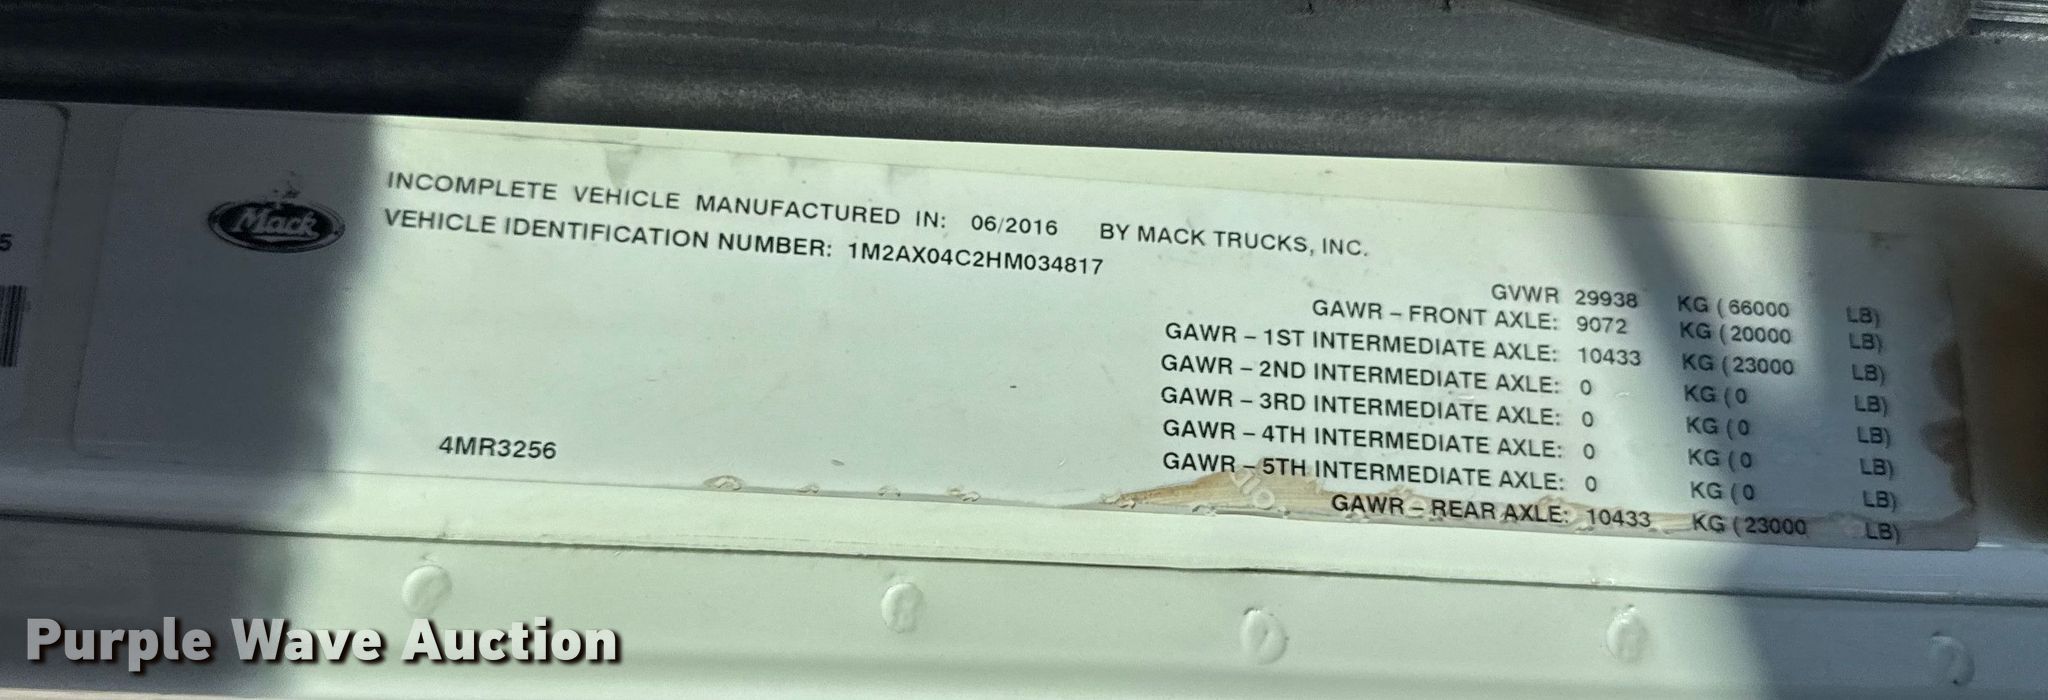 5
Mack
INCOMPLETE VEHICLE MANUFACTURED IN: 06/2016 BY MACK TRUCKS, INC.
VEHICLE IDENTIFICATION NUMBER: 1M2AX04C2HM034817
GVWR 29938 KG (66000 LB)
GAWR – FRONT AXLE: 9072 KG (20000 LB)
GAWR – 1ST INTERMEDIATE AXLE: 10433 KG (23000 LB)
GAWR – 2ND INTERMEDIATE AXLE: 0 KG (0 LB)
GAWR – 3RD INTERMEDIATE AXLE: 0 KG (0 LB)
GAWR – 4TH INTERMEDIATE AXLE: 0 KG (0 LB)
GAWR – 5TH INTERMEDIATE AXLE: 0 KG (0 LB)
GAWR – REAR AXLE: 10433 KG (23000 LB)
4MR3256
Purple Wave Auction